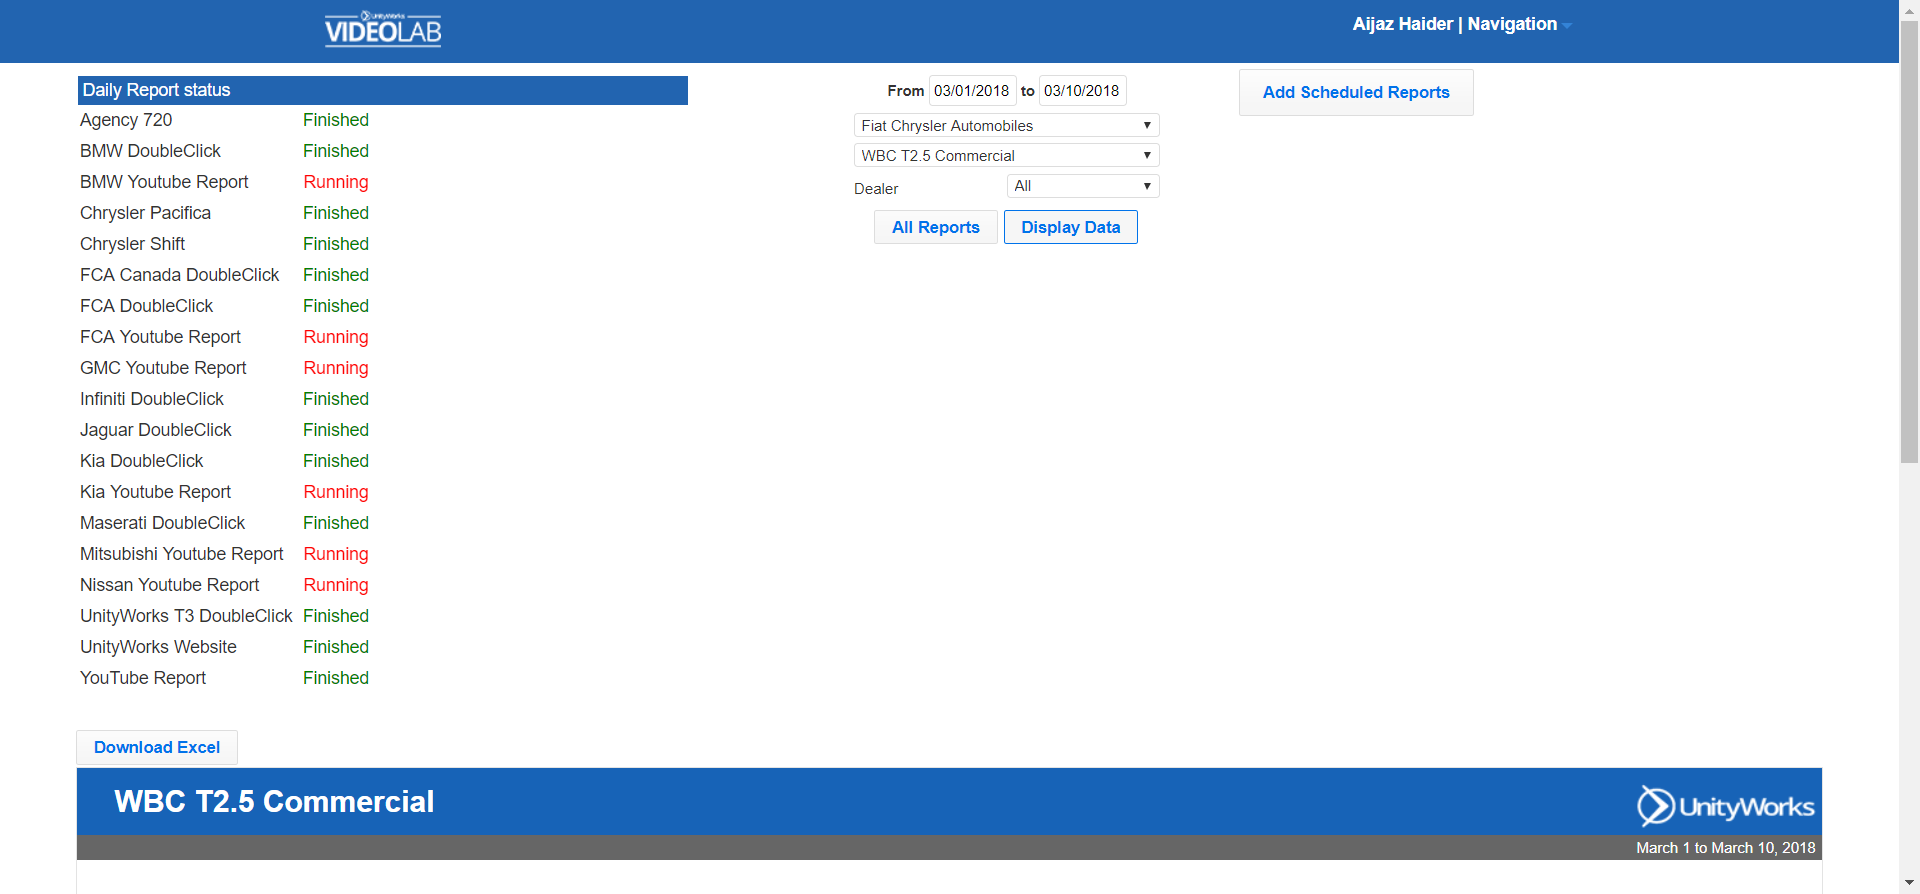 UnityWorks
VIDEOLAB
Aijaz Haider | Navigation
Daily Report status
Agency 720 Finished
BMW DoubleClick Finished
BMW Youtube Report Running
Chrysler Pacifica Finished
Chrysler Shift Finished
FCA Canada DoubleClick Finished
FCA DoubleClick Finished
FCA Youtube Report Running
GMC Youtube Report Running
Infiniti DoubleClick Finished
Jaguar DoubleClick Finished
Kia DoubleClick Finished
Kia Youtube Report Running
Maserati DoubleClick Finished
Mitsubishi Youtube Report Running
Nissan Youtube Report Running
UnityWorks T3 DoubleClick Finished
UnityWorks Website Finished
YouTube Report Finished
From 03/01/2018 to 03/10/2018
Fiat Chrysler Automobiles
WBC T2.5 Commercial
Dealer All
All Reports Display Data
Add Scheduled Reports
Download Excel
WBC T2.5 Commercial
UnityWorks
March 1 to March 10, 2018